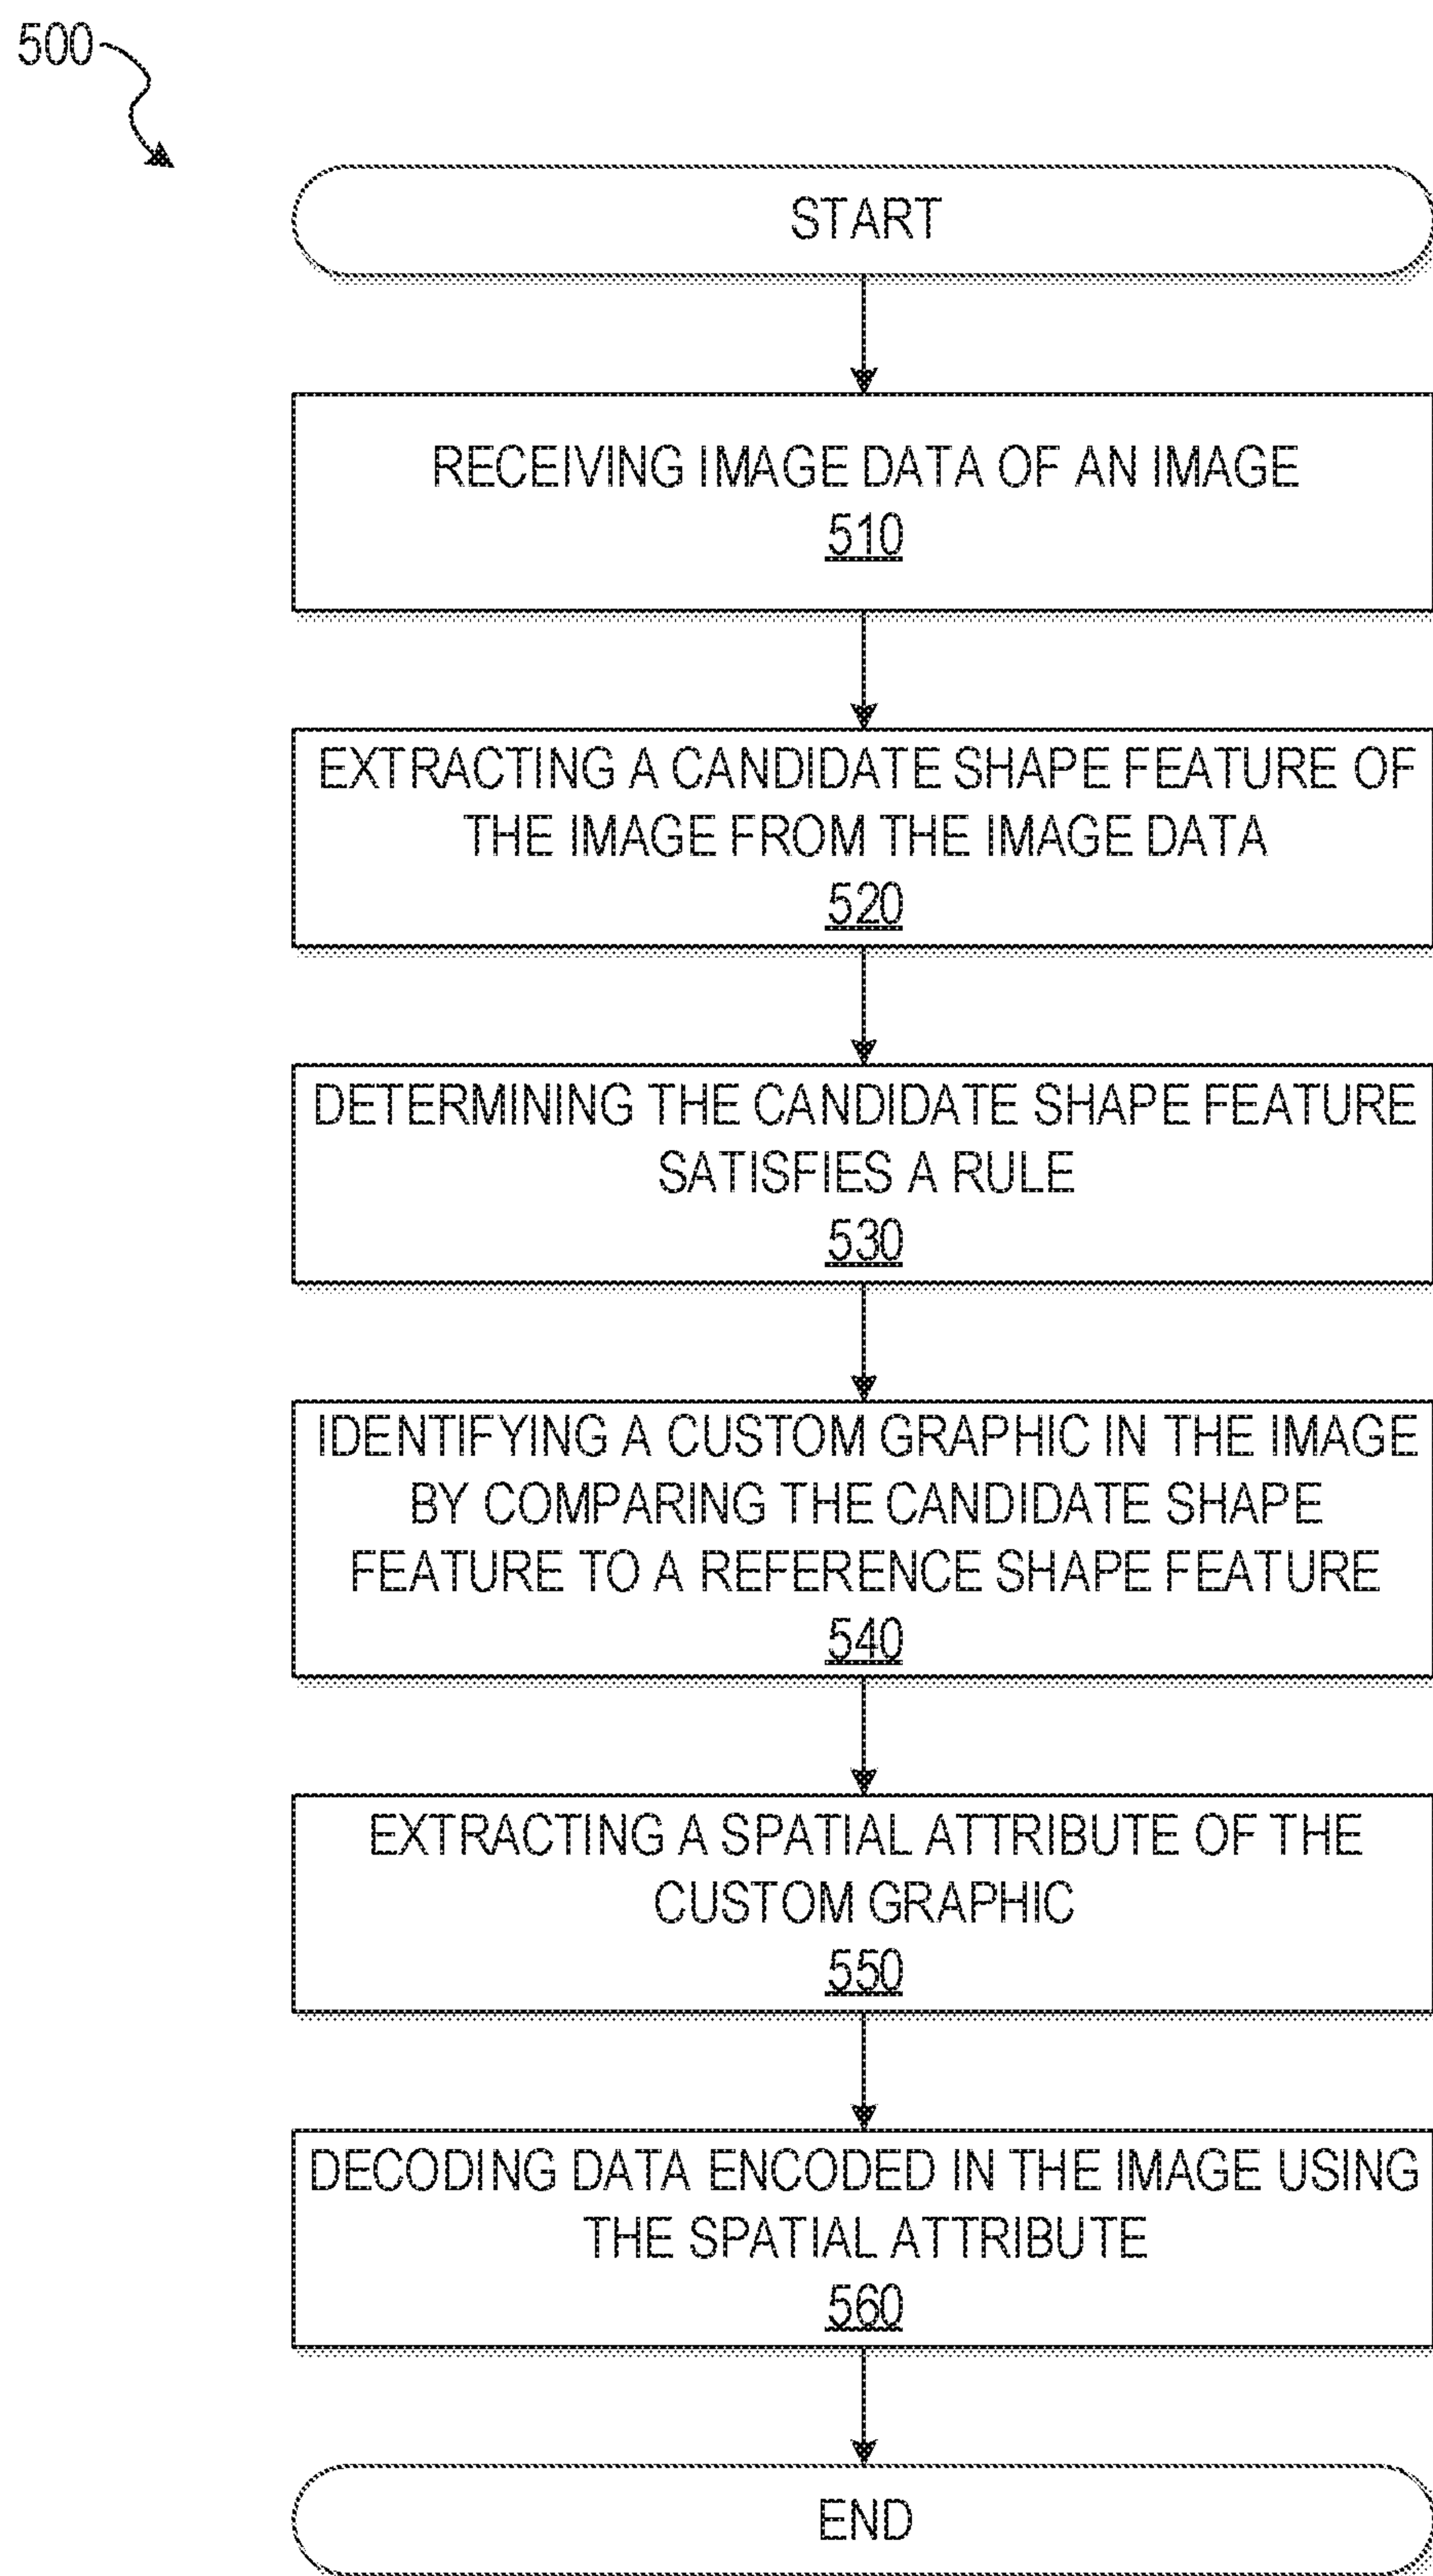 500
START
RECEIVING IMAGE DATA OF AN IMAGE
510
EXTRACTING A CANDIDATE SHAPE FEATURE OF
THE IMAGE FROM THE IMAGE DATA
520
DETERMINING THE CANDIDATE SHAPE FEATURE
SATISFIES A RULE
530
IDENTIFYING A CUSTOM GRAPHIC IN THE IMAGE
BY COMPARING THE CANDIDATE SHAPE
FEATURE TO A REFERENCE SHAPE FEATURE
540
EXTRACTING A SPATIAL ATTRIBUTE OF THE
CUSTOM GRAPHIC
550
DECODING DATA ENCODED IN THE IMAGE USING
THE SPATIAL ATTRIBUTE
560
END